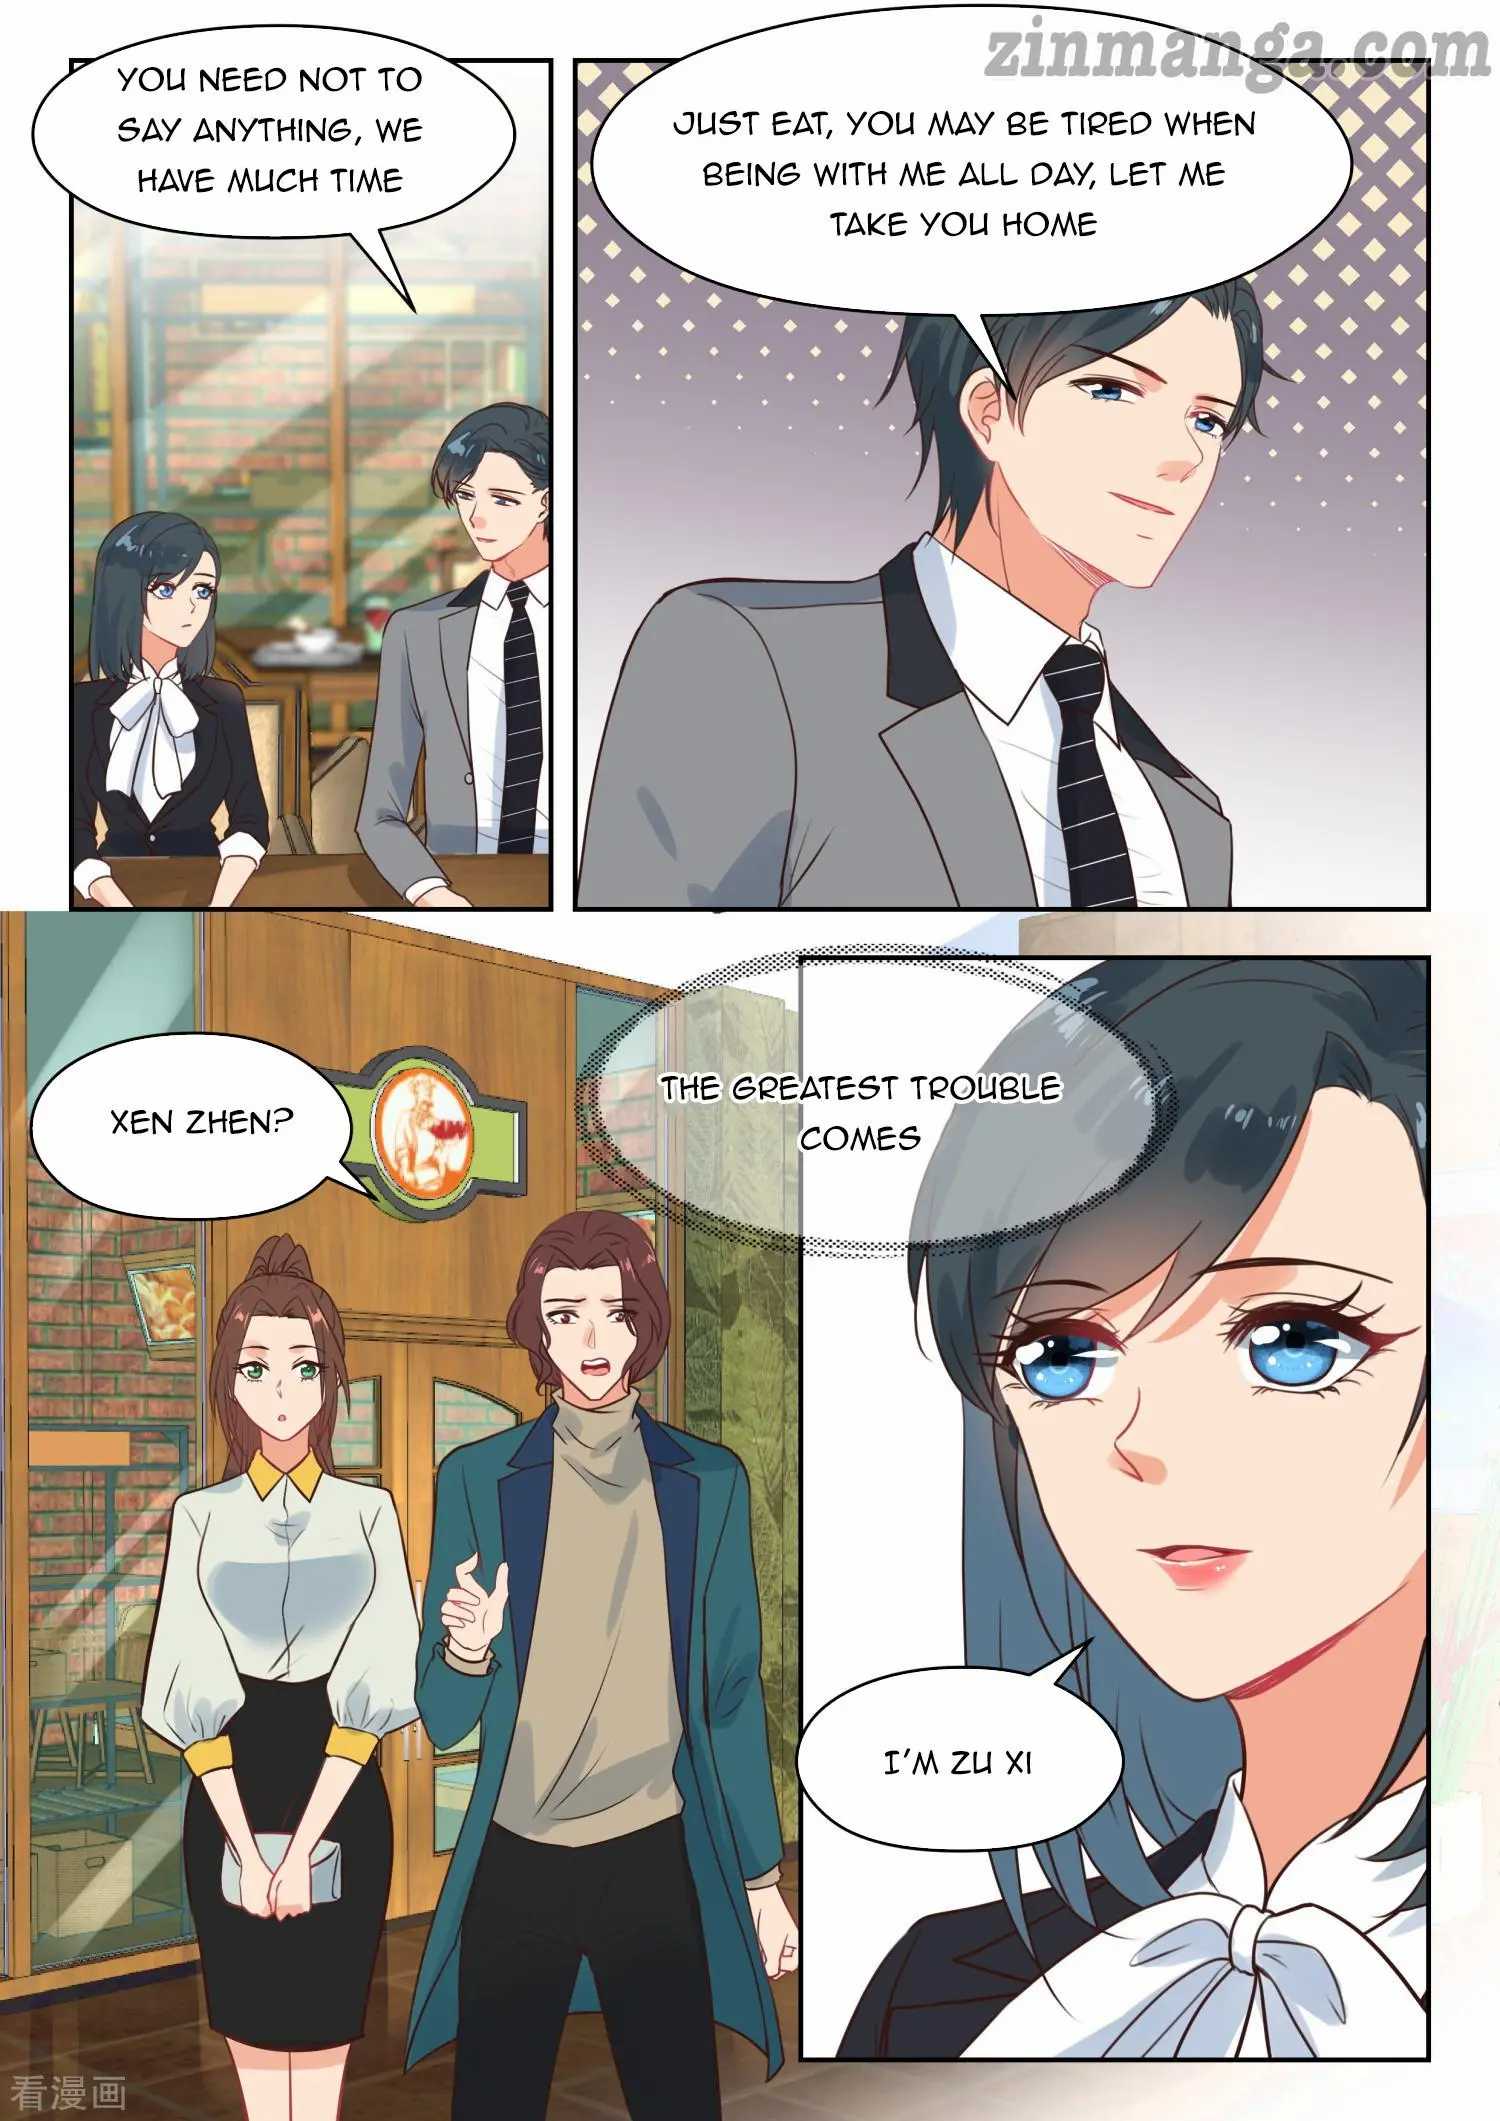 zinmanga.com
YOU NEED NOT TO
SAY ANYTHING, WE
HAVE MUCH TIME
JUST EAT, YOU MAY BE TIRED WHEN
BEING WITH ME ALL DAY, LET ME
TAKE YOU HOME
XEN ZHEN?
THE GREATEST TROUBLE
COMES
I'M ZU XI
看漫画